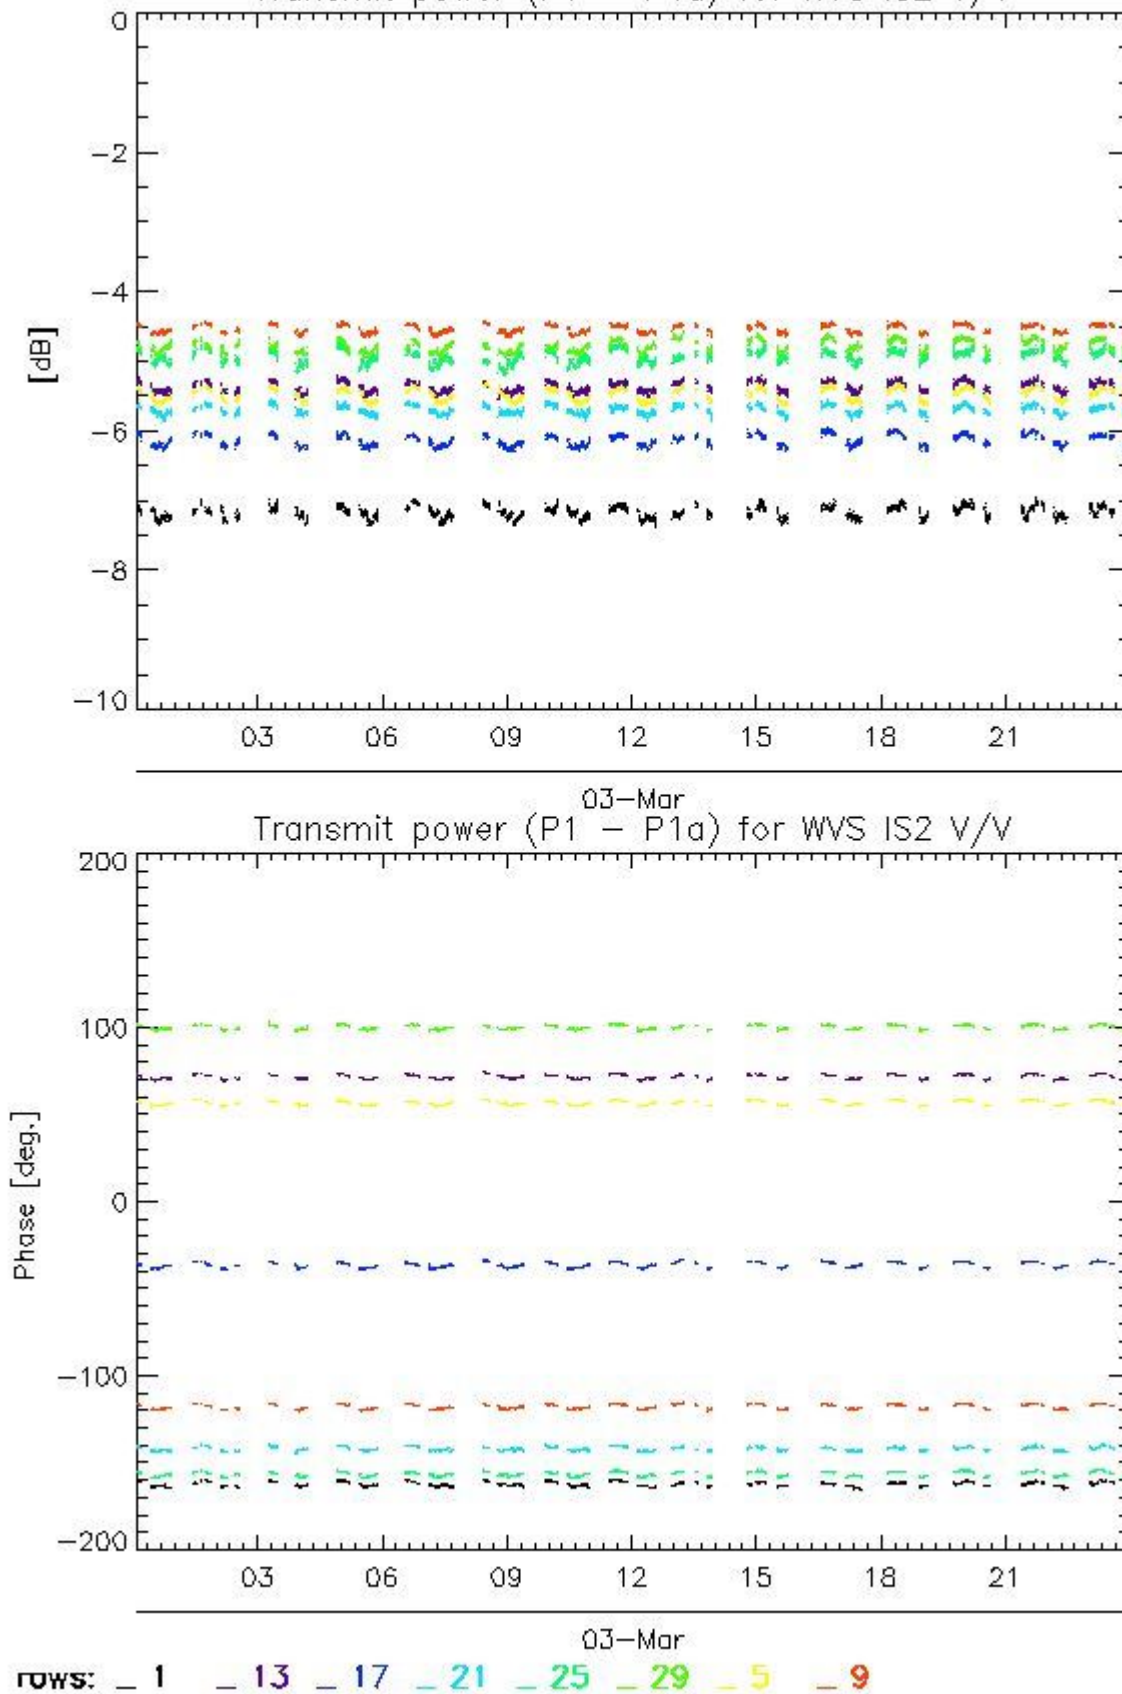 0
-2
-4
[dB]
-6
-8
-10
03 06 09 12 15 18 21
03-Mar
Transmit power (P1 - P1a) for WVS IS2 V/V
200
100
0
Phase [deg.]
-100
-200
03 06 09 12 15 18 21
03-Mar
rows: _ 1 _ 13 _ 17 _ 21 _ 25 _ 29 _ 5 _ 9